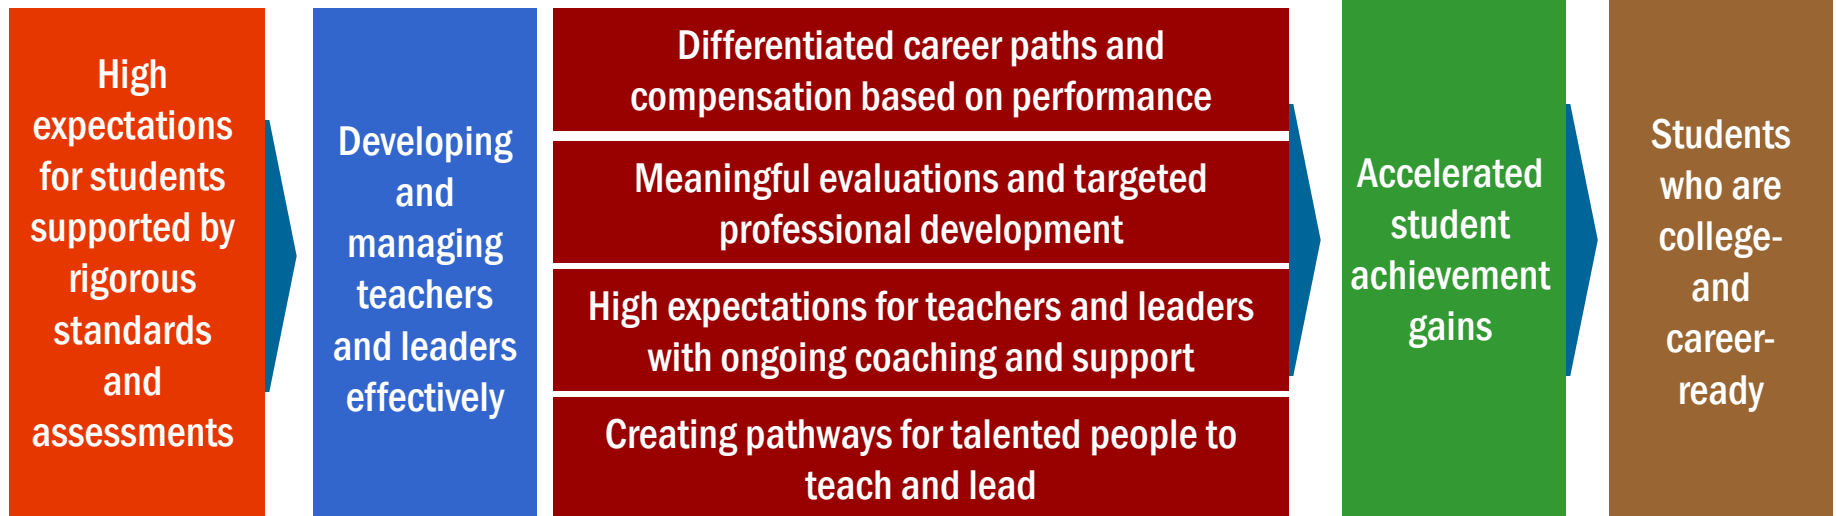 High
expectations
for students
supported by
rigorous
standards
and
assessments
Developing
and
managing
teachers
and leaders
effectively
Differentiated career paths and
compensation based on performance
Meaningful evaluations and targeted
professional development
High expectations for teachers and leaders
with ongoing coaching and support
Creating pathways for talented people to
teach and lead
Accelerated
student
achievement
gains
Students
who are
college-
and
career-
ready